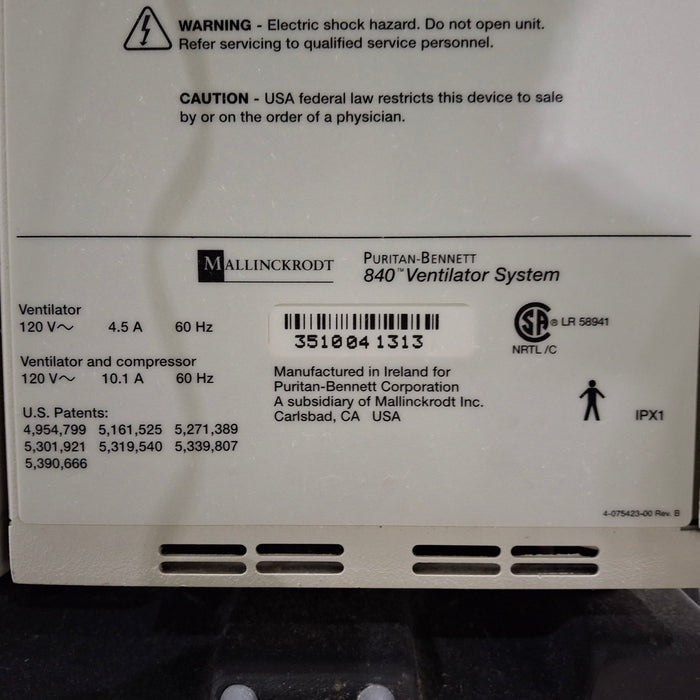 WARNING - Electric shock hazard. Do not open unit.
Refer servicing to qualified service personnel.
CAUTION - USA federal law restricts this device to sale
by or on the order of a physician.
MALLINCKRODT
PURITAN-BENNETT
840™ Ventilator System
Ventilator
120 V～ 4.5 A 60 Hz
Ventilator and compressor
120 V～ 10.1 A 60 Hz
U.S. Patents:
4,954,799 5,161,525 5,271,389
5,301,921 5,319,540 5,339,807
5,390,666
3510041313
Manufactured in Ireland for
Puritan-Bennett Corporation
A subsidiary of Mallinckrodt Inc.
Carlsbad, CA USA
SA ® LR 58941
NRTL /C
IPX1
4-075423-00 Rev. B